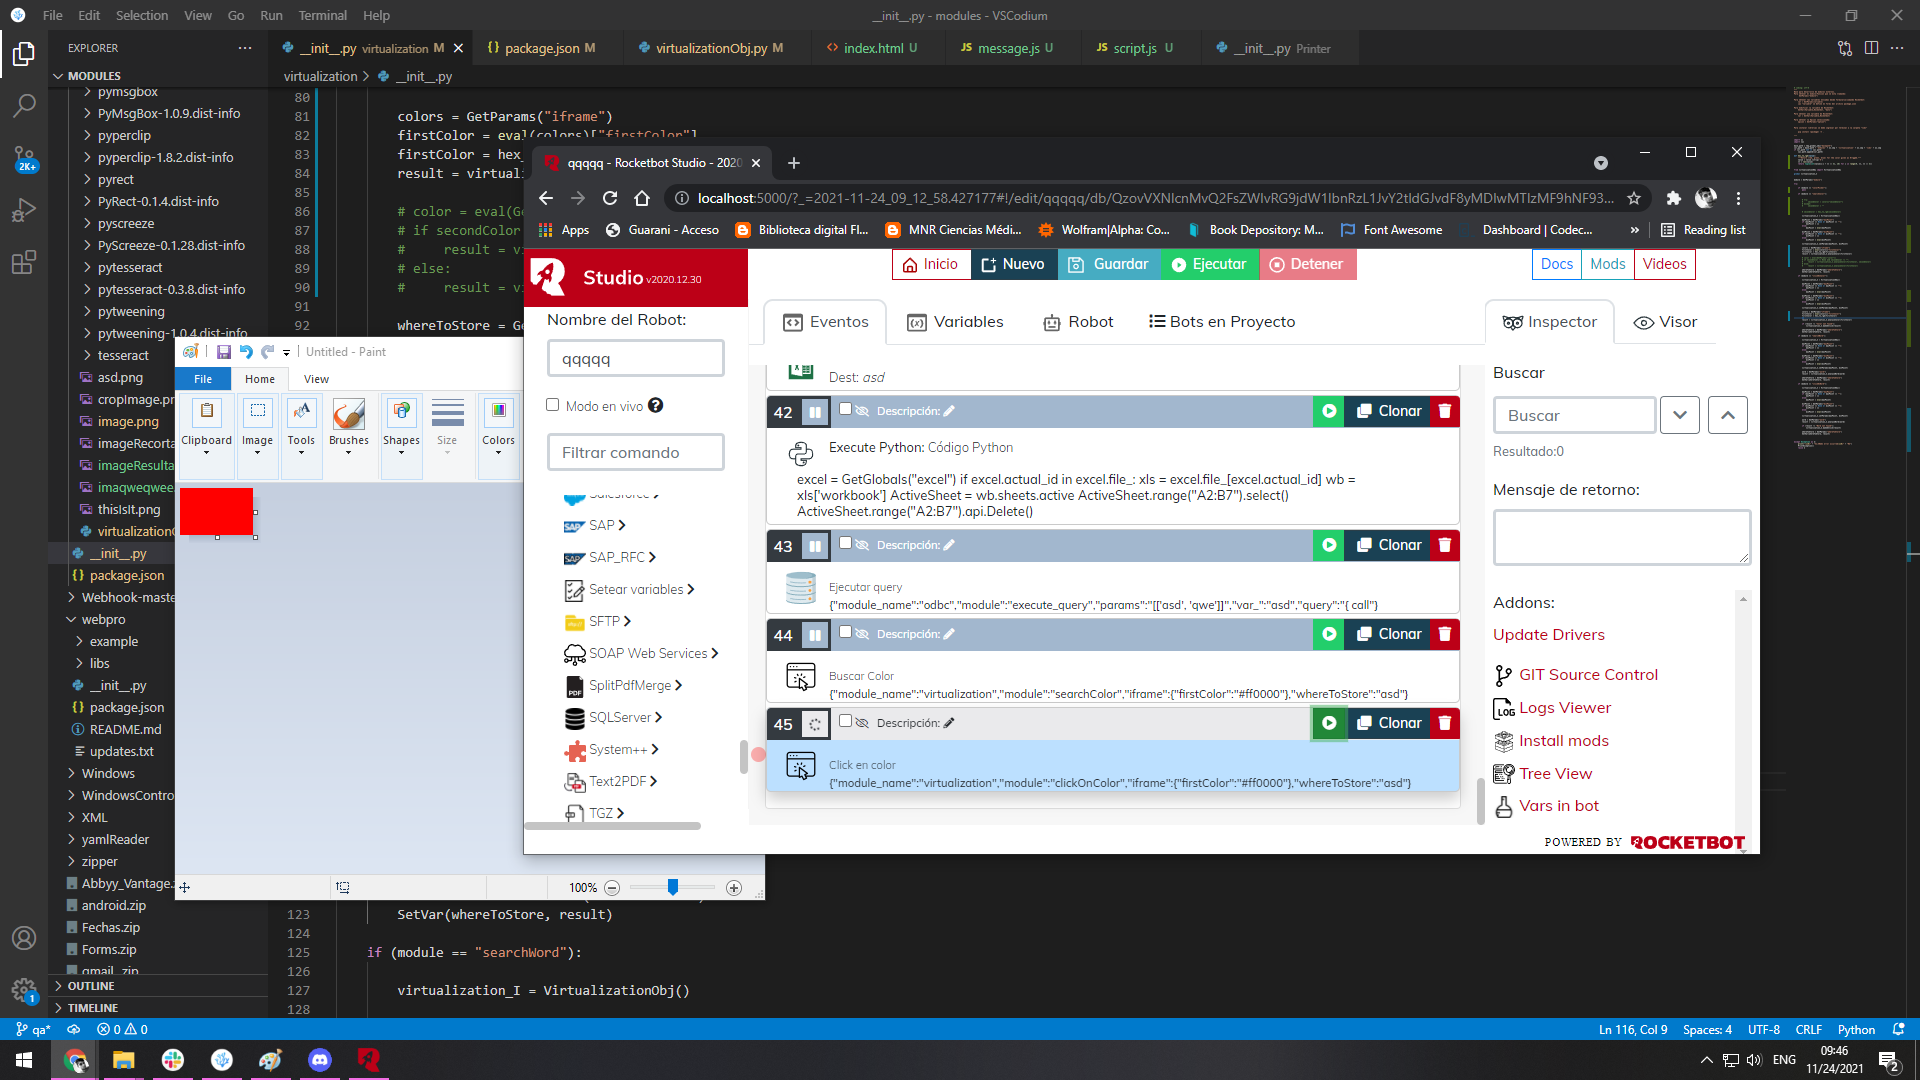 File Edit Selection View Go Run Terminal Help
__init__.py - modules - VSCodium
EXPLORER
__init__.py virtualization M
package.json M
virtualizationObj.py M
index.html U
message.js U
script.js U
__init__.py Printer
MODULES
virtualization > __init__.py
pymsgbox
PyMsgBox-1.0.9.dist-info
pyperclip
pyperclip-1.8.2.dist-info
pyrect
PyRect-0.1.4.dist-info
pyscreeze
PyScreeze-0.1.28.dist-info
pytesseract
pytesseract-0.3.8.dist-info
pytweening
pytweening-1.0.4.dist-info
tesseract
asd.png
cropImage.pn
image.png
imageRecorta
imageResulta
imaqweqwee
thisIsIt.png
virtualization
__init__.py
package.json
Webhook-maste
webpro
example
libs
__init__.py
package.json
README.md
updates.txt
Windows
WindowsContro
XML
yamlReader
zipper
Abbyy_Vantage.
android.zip
Fechas.zip
Forms.zip
gmail_.zip
OUTLINE
TIMELINE
2K+
1
80
81 colors = GetParams("iframe")
82 firstColor = eval(colors)["firstColor"]
83 firstColor = hex_
84 result = virtuali
85
86 # color = eval(Ge
87 # if secondColor
88 # result = vi
89 # else:
90 # result = vi
91
92 whereToStore = Ge
123 SetVar(whereToStore, result)
124
125 if (module == "searchWord"):
126
127 virtualization_I = VirtualizationObj()
128
Untitled - Paint
File Home View
Clipboard Image Tools Brushes Shapes Size Colors
100%
qqqqq - Rocketbot Studio - 2020
localhost:5000/?_=2021-11-24_09_12_58.427177#!/edit/qqqqq/db/QzovVXNlcnMvQ2FsZWIvRG9jdW1lbnRzL1JvY2tldGJvdF8yMDIwMTIzMF9hNF93...
Apps
Guarani - Acceso
Biblioteca digital Fl...
MNR Ciencias Médi...
Wolfram|Alpha: Co...
Book Depository: M...
Font Awesome
Dashboard | Codec...
»
Reading list
Studio v2020.12.30
Inicio Nuevo Guardar Ejecutar Detener
Docs Mods Videos
Nombre del Robot:
qqqqq
Modo en vivo
Filtrar comando
Salesforce
SAP
SAP_RFC
Setear variables
SFTP
SOAP Web Services
SplitPdfMerge
SQLServer
System++
Text2PDF
TGZ
Eventos Variables Robot Bots en Proyecto
Dest: asd
42 Descripción: Clonar
Execute Python: Código Python
excel = GetGlobals("excel") if excel.actual_id in excel.file_: xls = excel.file_[excel.actual_id] wb =
xls['workbook'] ActiveSheet = wb.sheets.active ActiveSheet.range("A2:B7").select()
ActiveSheet.range("A2:B7").api.Delete()
43 Descripción: Clonar
Ejecutar query
{"module_name":"odbc","module":"execute_query","params":"[['asd', 'qwe']]","var_":"asd","query":"{ call"}
44 Descripción: Clonar
Buscar Color
{"module_name":"virtualization","module":"searchColor","iframe":{"firstColor":"#ff0000"},"whereToStore":"asd"}
45 Descripción: Clonar
Click en color
{"module_name":"virtualization","module":"clickOnColor","iframe":{"firstColor":"#ff0000"},"whereToStore":"asd"}
Inspector Visor
Buscar
Buscar
Resultado:0
Mensaje de retorno:
Addons:
Update Drivers
GIT Source Control
LOG Logs Viewer
Install mods
Tree View
Vars in bot
POWERED BY ROCKETBOT
qa* 0 0
Ln 116, Col 9 Spaces: 4 UTF-8 CRLF Python
ENG
09:46
11/24/2021
2